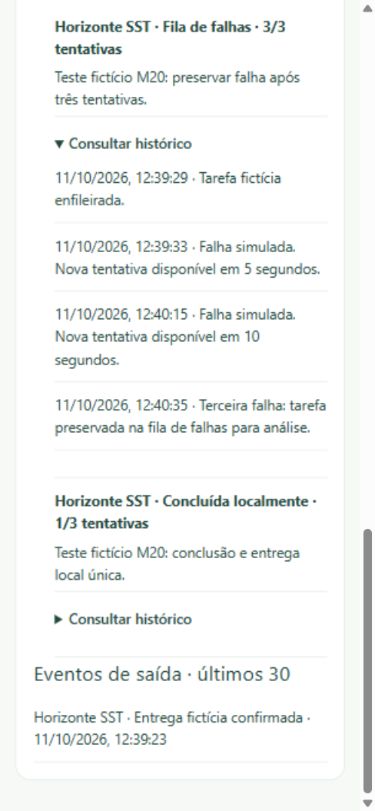 Horizonte SST · Fila de falhas · 3/3
tentativas
Teste fictício M20: preservar falha após
três tentativas.
▼ Consultar histórico
11/10/2026, 12:39:29 · Tarefa fictícia
enfileirada.
11/10/2026, 12:39:33 · Falha simulada.
Nova tentativa disponível em 5 segundos.
11/10/2026, 12:40:15 · Falha simulada.
Nova tentativa disponível em 10
segundos.
11/10/2026, 12:40:35 · Terceira falha: tarefa
preservada na fila de falhas para análise.
Horizonte SST · Concluída localmente ·
1/3 tentativas
Teste fictício M20: conclusão e entrega
local única.
▶ Consultar histórico
Eventos de saída · últimos 30
Horizonte SST · Entrega fictícia confirmada ·
11/10/2026, 12:39:23